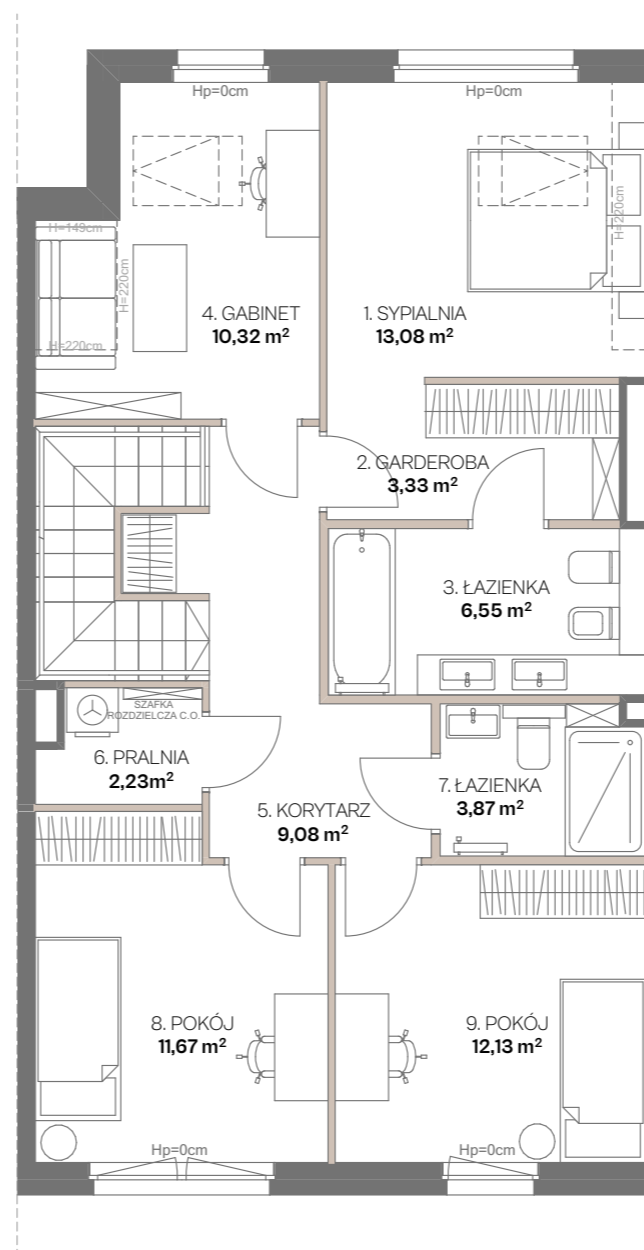 Hp=0cm
Hp=0cm
H=149cm
H=220cm
H=220cm
H=220cm
4. GABINET
10,32 m²
1. SYPIALNIA
13,08 m²
2. GARDEROBA
3,33 m²
3. ŁAZIENKA
6,55 m²
SZAFKA
ROZDZIELCZA C.O.
6. PRALNIA
2,23m²
7. ŁAZIENKA
3,87 m²
5. KORYTARZ
9,08 m²
8. POKÓJ
11,67 m²
9. POKÓJ
12,13 m²
Hp=0cm
Hp=0cm